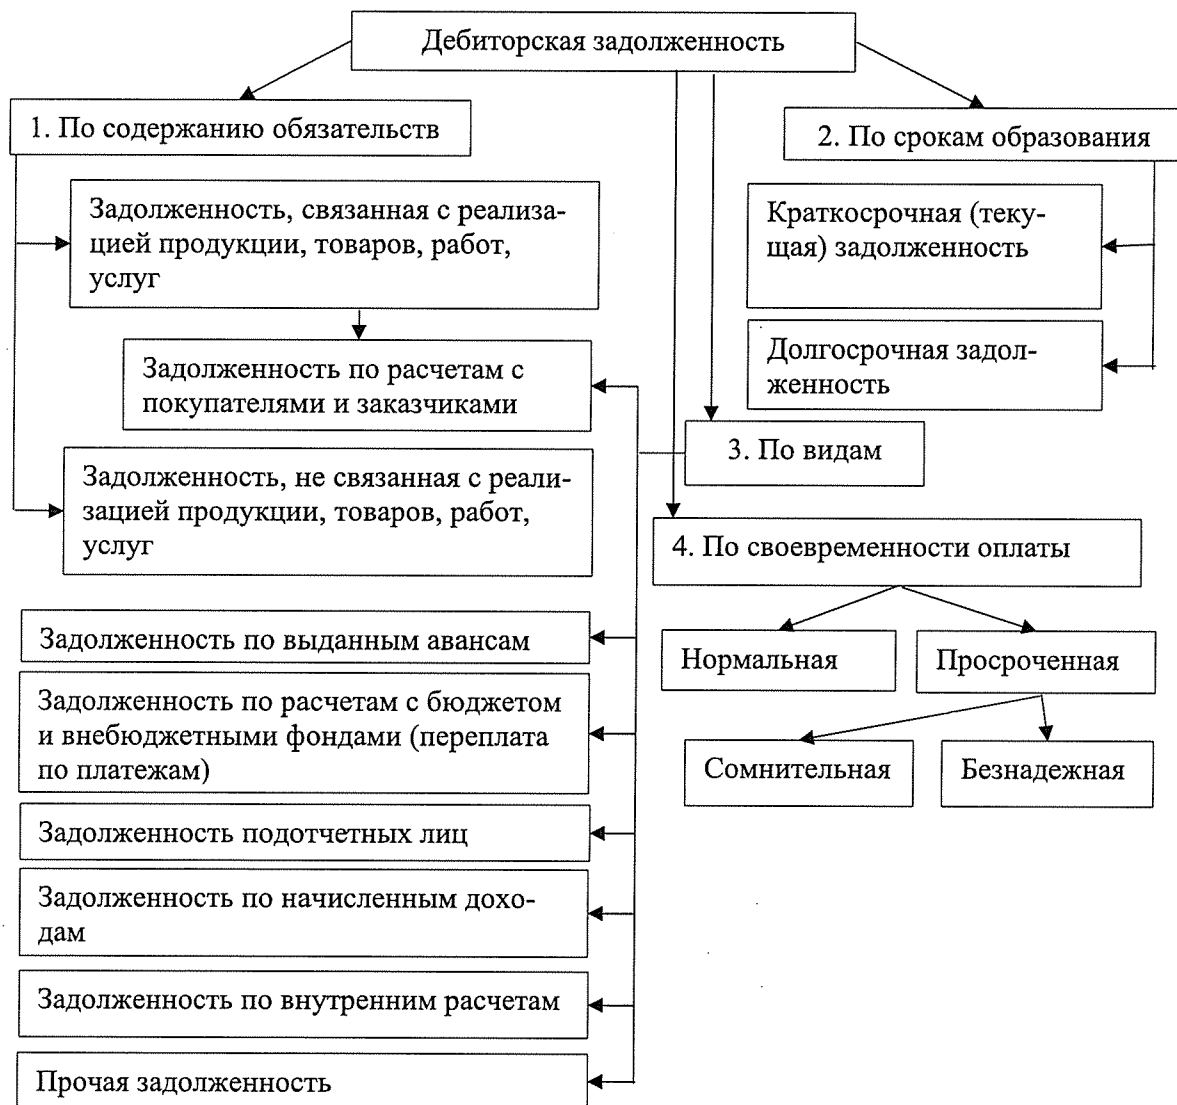 Дебиторская задолженность
1. По содержанию обязательств
2. По срокам образования
Задолженность, связанная с реализа-
цией продукции, товаров, работ,
услуг
Краткосрочная (теку-
щая) задолженность
Задолженность по расчетам с
покупателями и заказчиками
Долгосрочная задол-
женность
3. По видам
Задолженность, не связанная с реали-
зацией продукции, товаров, работ,
услуг
4. По своевременности оплаты
Задолженность по выданным авансам
Нормальная
Просроченная
Задолженность по расчетам с бюджетом
и внебюджетными фондами (переплата
по платежам)
Сомнительная
Безнадежная
Задолженность подотчетных лиц
Задолженность по начисленным дохо-
дам
Задолженность по внутренним расчетам
Прочая задолженность